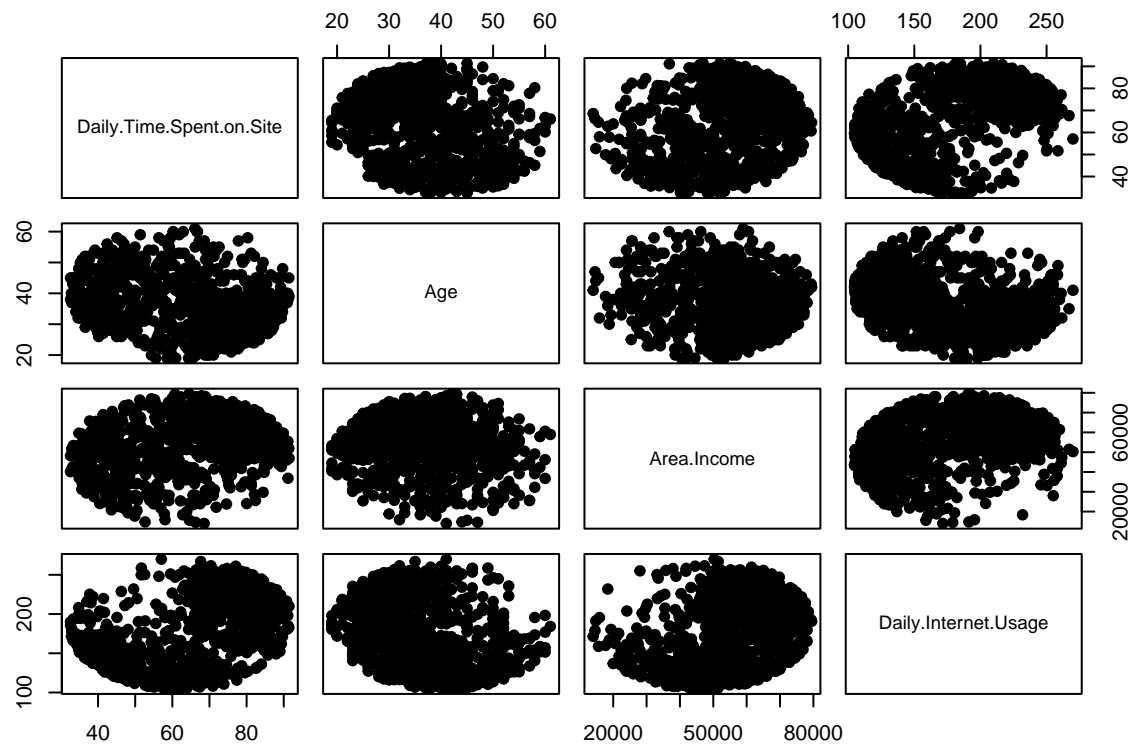 20 30 40 50 60
100 150 200 250
Daily.Time.Spent.on.Site
40 60 80
20 40 60
Age
Area.Income
20000 60000
100 200
Daily.Internet.Usage
40 60 80
20000 50000 80000